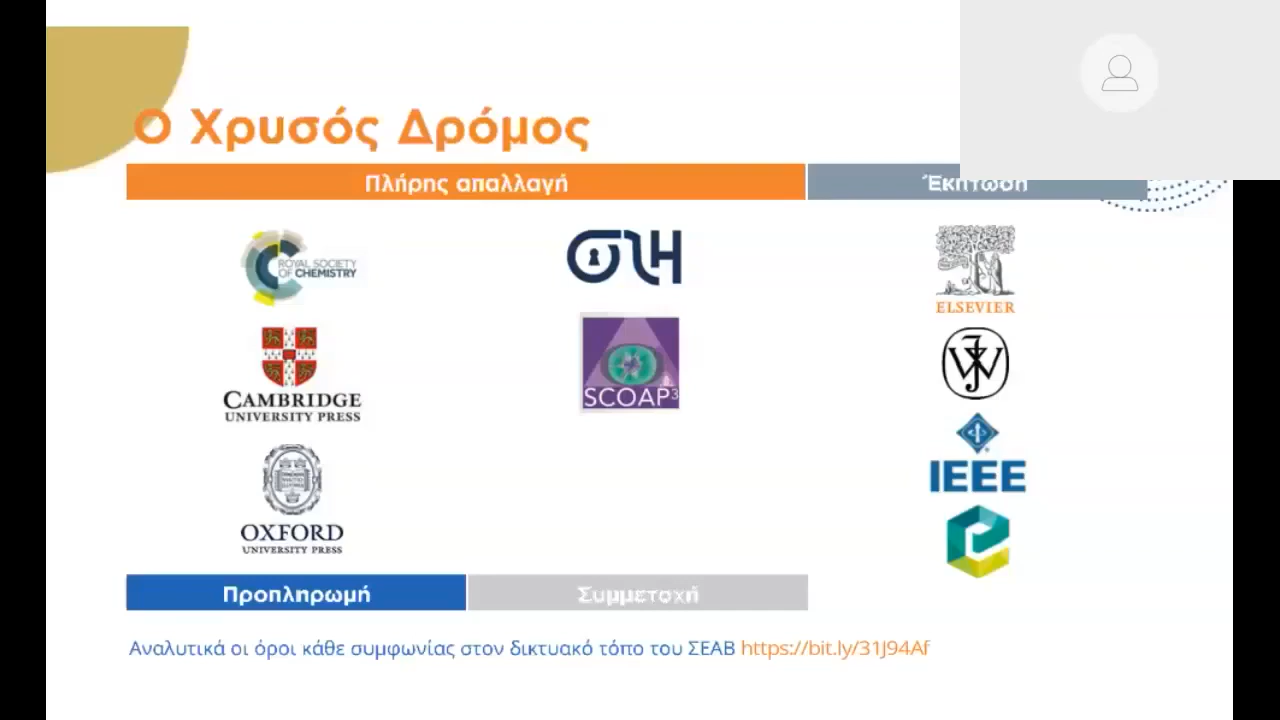 Ο Χρυσός Δρόμος
Πλήρης απαλλαγή
Έκπτωση
ROYAL SOCIETY
OF CHEMISTRY
OLH
ELSEVIER
CAMBRIDGE
UNIVERSITY PRESS
SCOAP3
IEEE
OXFORD
UNIVERSITY PRESS
Προπληρωμή
Συμμετοχή
Αναλυτικά οι όροι κάθε συμφωνίας στον δικτυακό τόπο του ΣΕΑΒ https://bit.ly/31J94Af